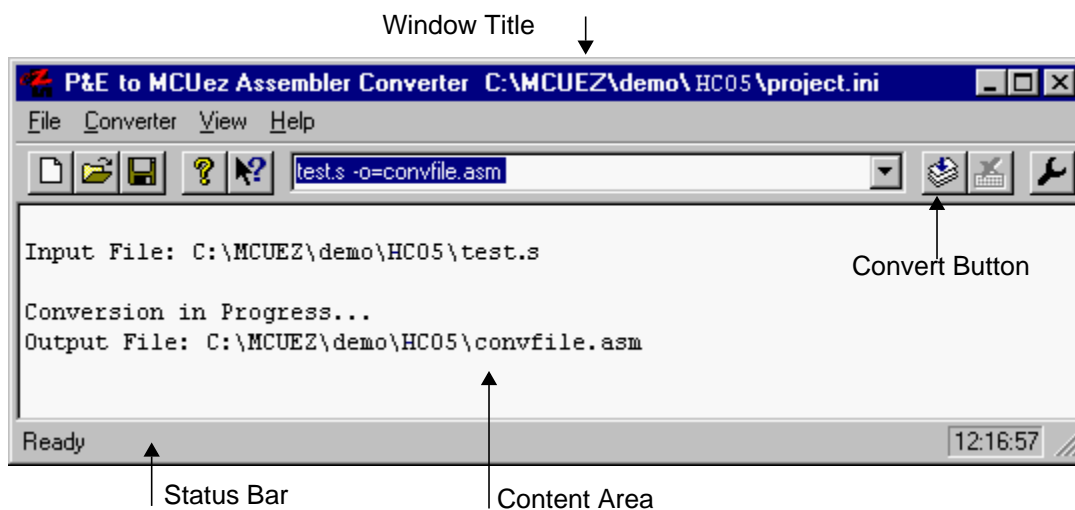 Window Title
P&E to MCUez Assembler Converter C:\MCUEZ\demo\HC05\project.ini
File Converter View Help
test.s -o=convfile.asm
Input File: C:\MCUEZ\demo\HC05\test.s
Convert Button
Conversion in Progress...
Output File: C:\MCUEZ\demo\HC05\convfile.asm
Ready 12:16:57
Status Bar
Content Area